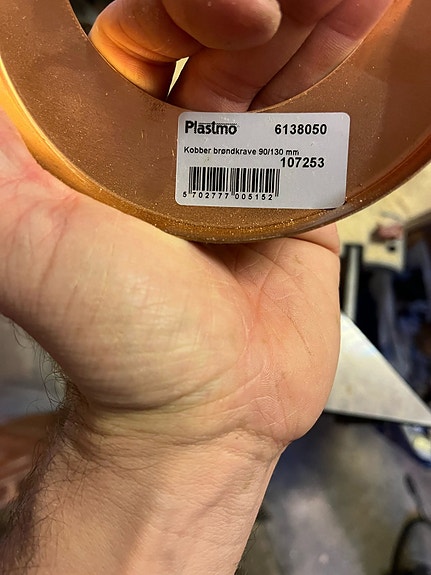 Plastmo 6138050
Kobber brøndkrave 90/130 mm
107253
5 702777 005152